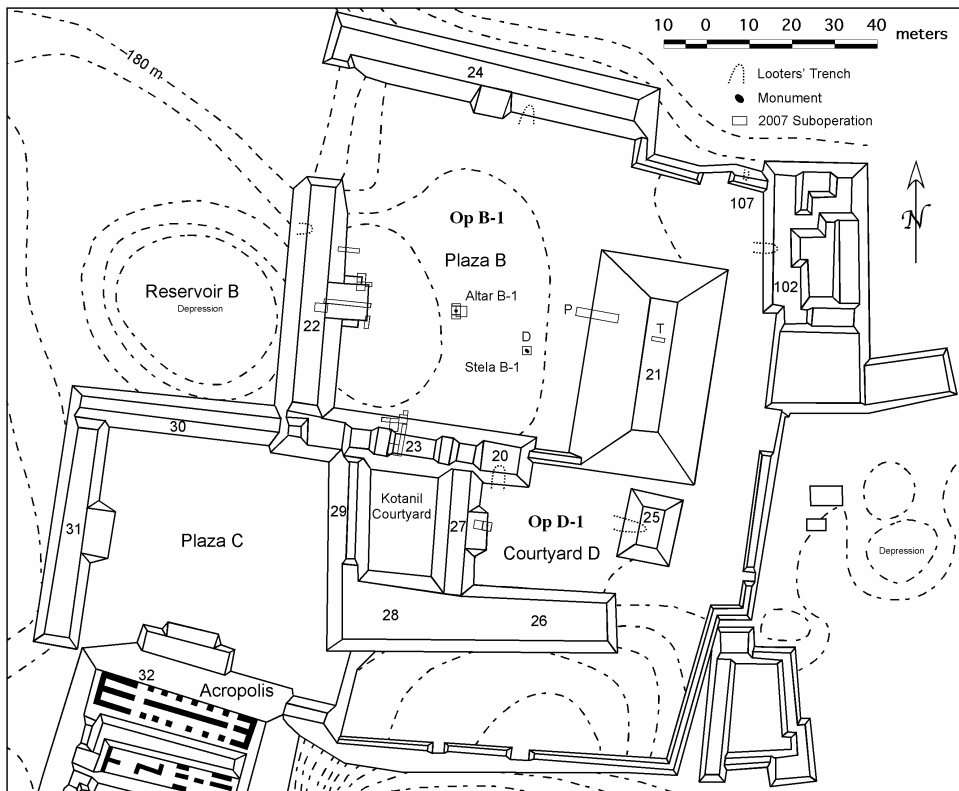 10 0 10 20 30 40 meters
Looters' Trench
Monument
2007 Suboperation
180 m
24
107
N
Op B-1
Plaza B
Reservoir B
Depression
Altar B-1
102
P
D
T
22
Stela B-1
21
30
23
20
Kotanil
Courtyard
29
27
Op D-1
25
31
Plaza C
Courtyard D
Depression
28
26
32
Acropolis